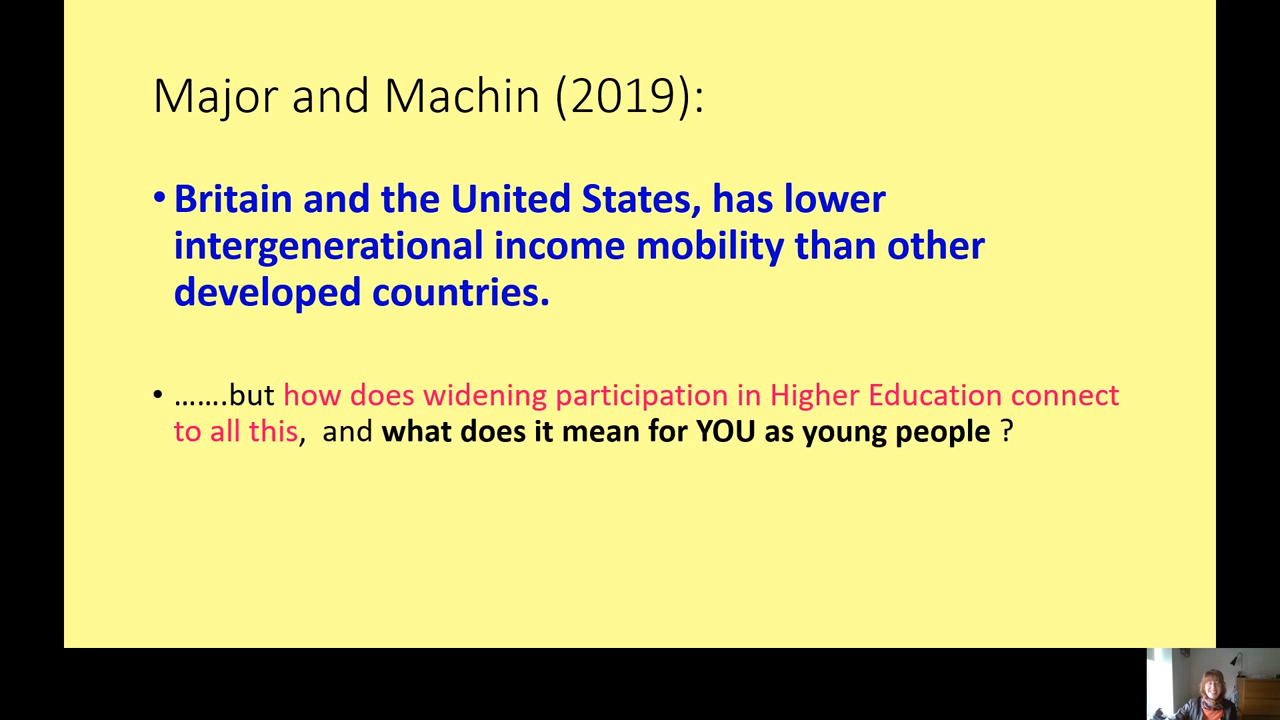 Major and Machin (2019):
• Britain and the United States, has lower
intergenerational income mobility than other
developed countries.
• …….but how does widening participation in Higher Education connect
to all this,  and what does it mean for YOU as young people ?